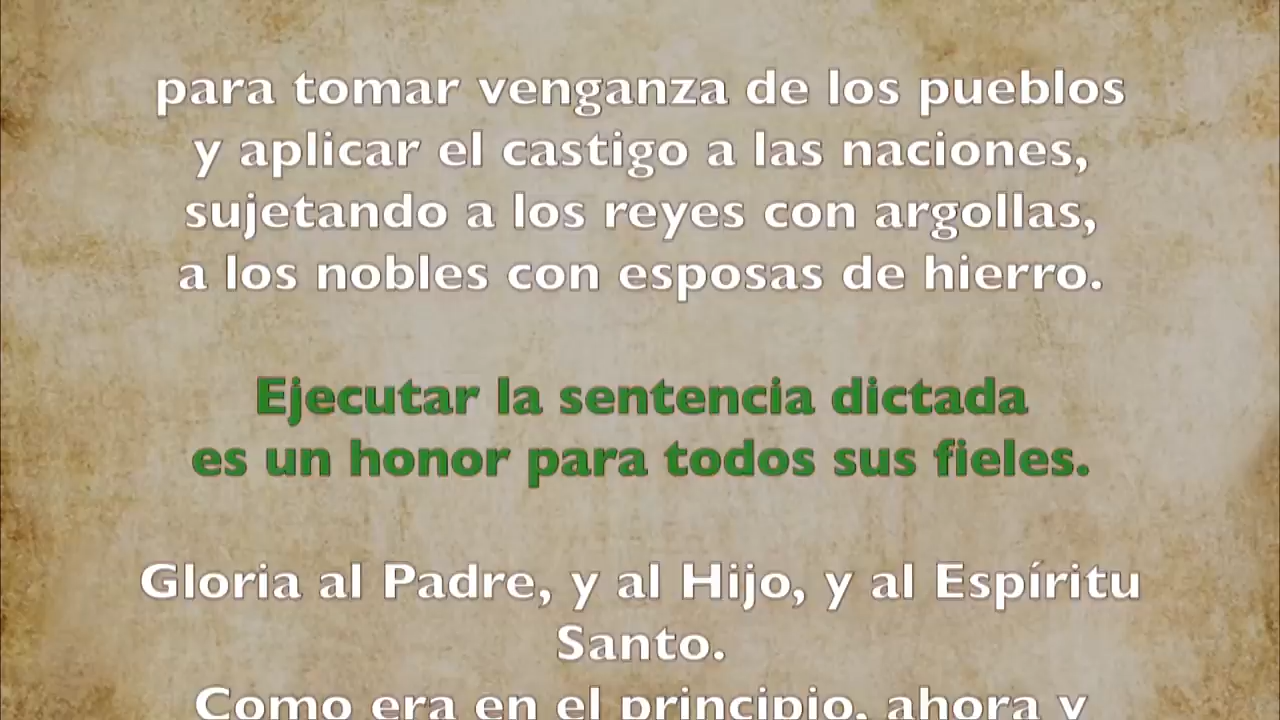 para tomar venganza de los pueblos
y aplicar el castigo a las naciones,
sujetando a los reyes con argollas,
a los nobles con esposas de hierro.
Ejecutar la sentencia dictada
es un honor para todos sus fieles.
Gloria al Padre, y al Hijo, y al Espíritu
Santo.
Como era en el principio, ahora y